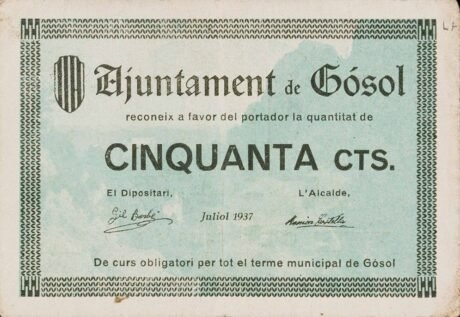 Ajuntament de Gósol
reconeix a favor del portador la quantitat de
CINQUANTA CTS.
El Dipositari, L'Alcalde,
Juliol 1937
De curs obligatori per tot el terme municipal de Gósol